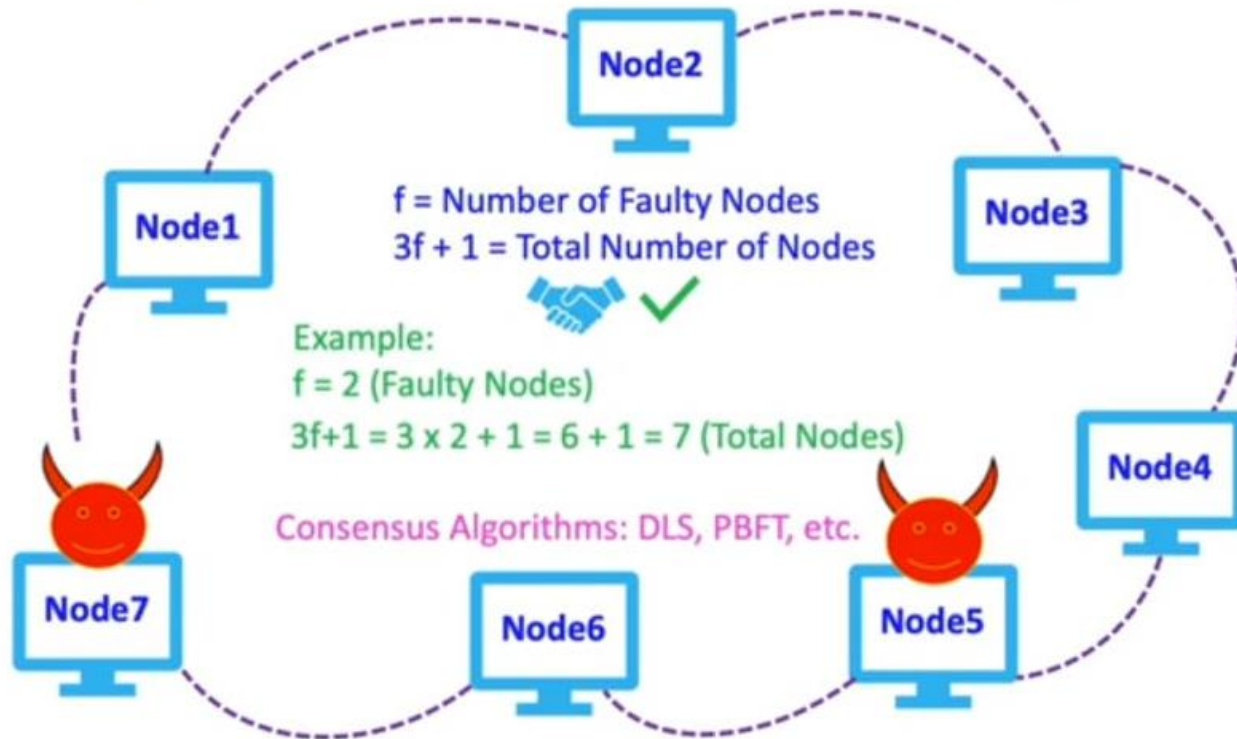 Node2
Node1
Node3
f = Number of Faulty Nodes
3f + 1 = Total Number of Nodes
Example:
f = 2 (Faulty Nodes)
3f+1 = 3 x 2 + 1 = 6 + 1 = 7 (Total Nodes)
Node4
Consensus Algorithms: DLS, PBFT, etc.
Node7
Node6
Node5